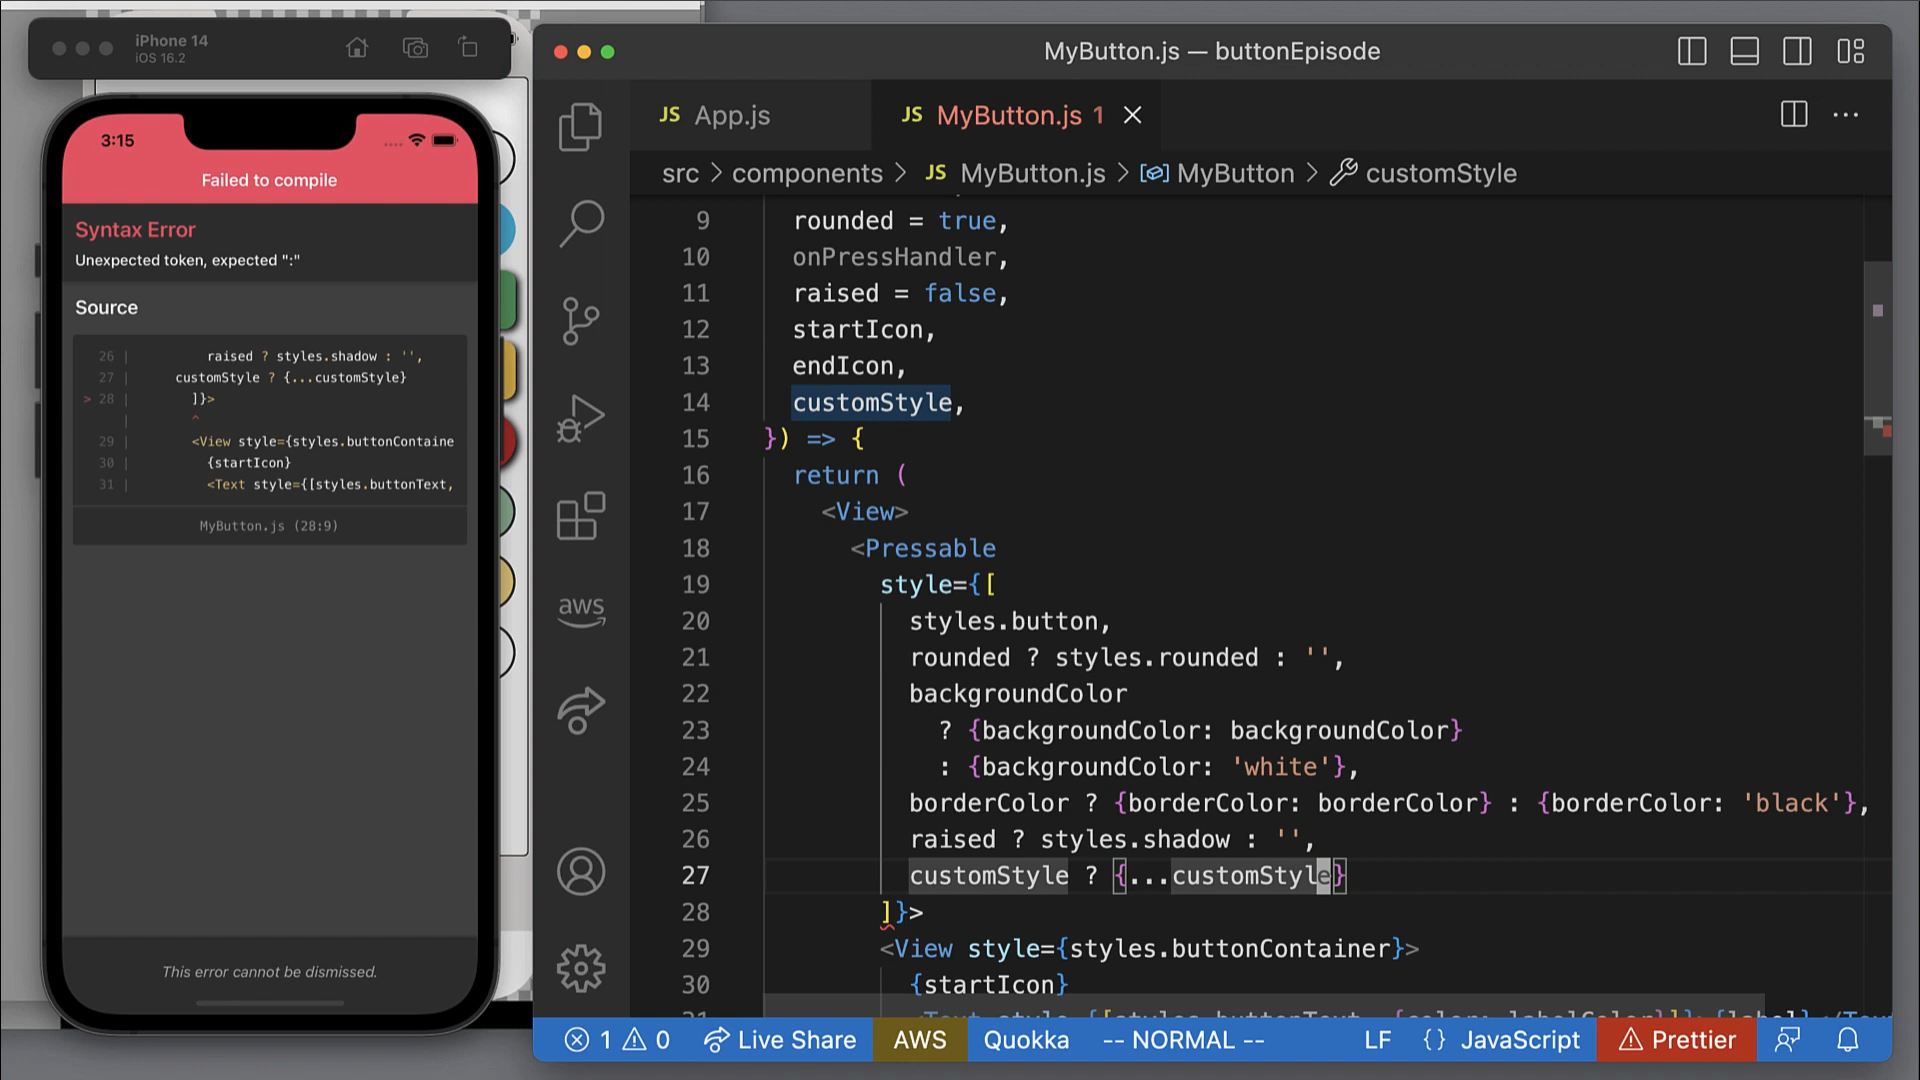 iPhone 14
iOS 16.2
3:15
Failed to compile
Syntax Error
Unexpected token, expected ":"
Source
26 | raised ? styles.shadow : '',
27 | customStyle ? {...customStyle}
> 28 | ]}>
| ^
29 | <View style={styles.buttonContaine
30 | {startIcon}
31 | <Text style={[styles.buttonText,
MyButton.js (28:9)
This error cannot be dismissed.
MyButton.js — buttonEpisode
JS App.js
JS MyButton.js 1
src > components > JS MyButton.js > MyButton > customStyle
aws
9 rounded = true,
10 onPressHandler,
11 raised = false,
12 startIcon,
13 endIcon,
14 customStyle,
15 }) => {
16 return (
17 <View>
18 <Pressable
19 style={[
20 styles.button,
21 rounded ? styles.rounded : '',
22 backgroundColor
23 ? {backgroundColor: backgroundColor}
24 : {backgroundColor: 'white'},
25 borderColor ? {borderColor: borderColor} : {borderColor: 'black'},
26 raised ? styles.shadow : '',
27 customStyle ? {...customStyle}
28 ]}>
29 <View style={styles.buttonContainer}>
30 {startIcon}
1 0 Live Share AWS Quokka -- NORMAL -- LF {} JavaScript Prettier